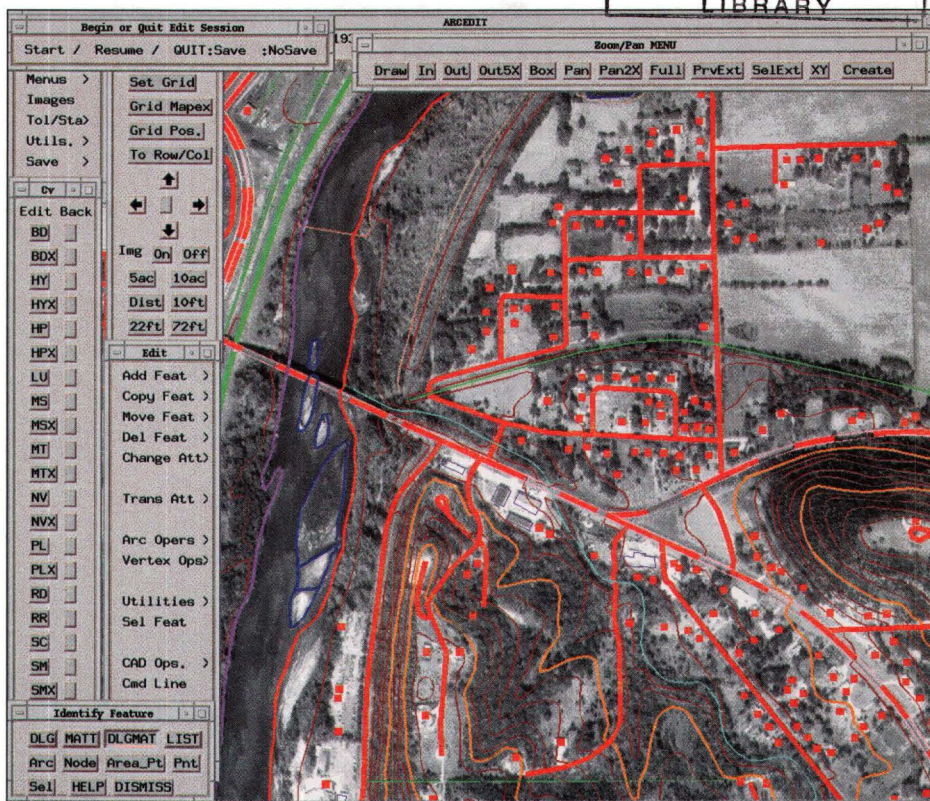 LIBRARY
Begin or Quit Edit Session
ARCEDIT
Start / Resume / QUIT:Save :NoSave
19
Zoom/Pan MENU
Draw In Out Out5X Box Pan Pan2X Full PrvExt SelExt XY Create
Menus >
Images
Tol/Sta>
Utils. >
Save >
Set Grid
Grid Mapex
Grid Pos.
To Row/Col
Img On Off
5ac 10ac
Dist 10ft
22ft 72ft
Cv
Edit Back
BD
BDX
HY
HYX
HP
HPX
LU
MS
MSX
MT
MTX
NV
NVX
PL
PLX
RD
RR
SC
SM
SMX
Edit
Add Feat >
Copy Feat >
Move Feat >
Del Feat >
Change Att>
Trans Att >
Arc Opers >
Vertex Ops>
Utilities >
Sel Feat
CAD Ops. >
Cmd Line
Identify Feature
DLG MATT DLGMAT LIST
Arc Node Area_Pt Pnt
Sel HELP DISMISS